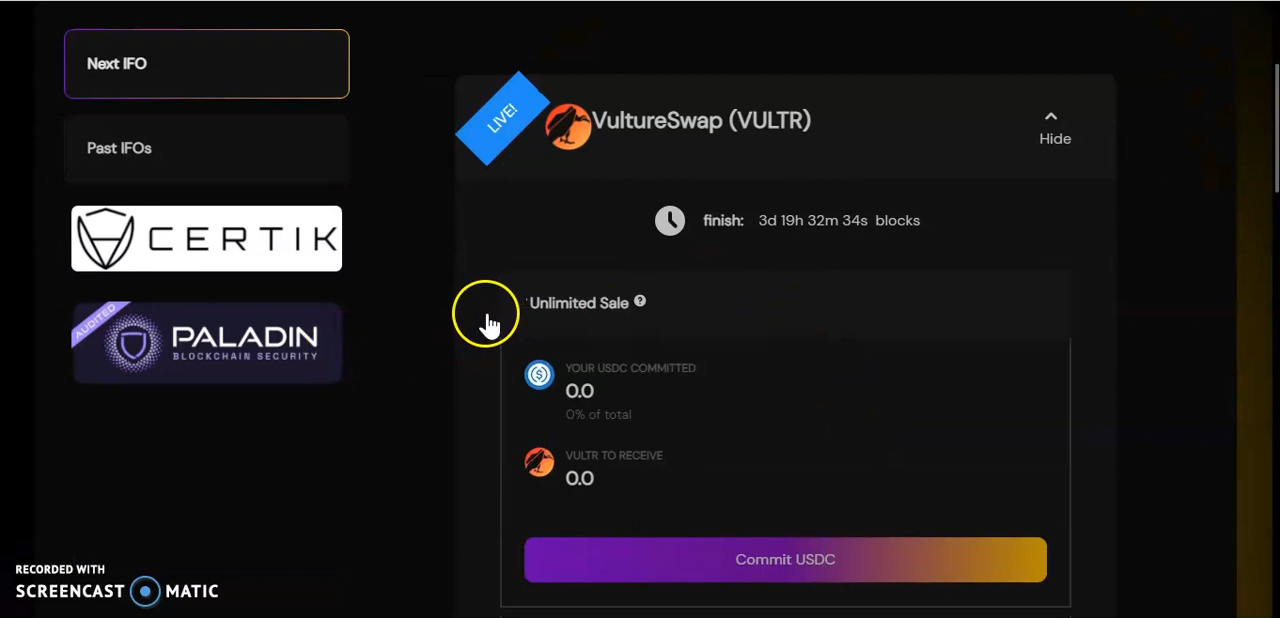 Next IFO
Past IFOs
CERTIK
AUDITED
PALADIN
BLOCKCHAIN SECURITY
LIVE!
VultureSwap (VULTR)
Hide
finish: 3d 19h 32m 34s blocks
Unlimited Sale ?
YOUR USDC COMMITTED
0.0
0% of total
VULTR TO RECEIVE
0.0
Commit USDC
RECORDED WITH
SCREENCAST MATIC